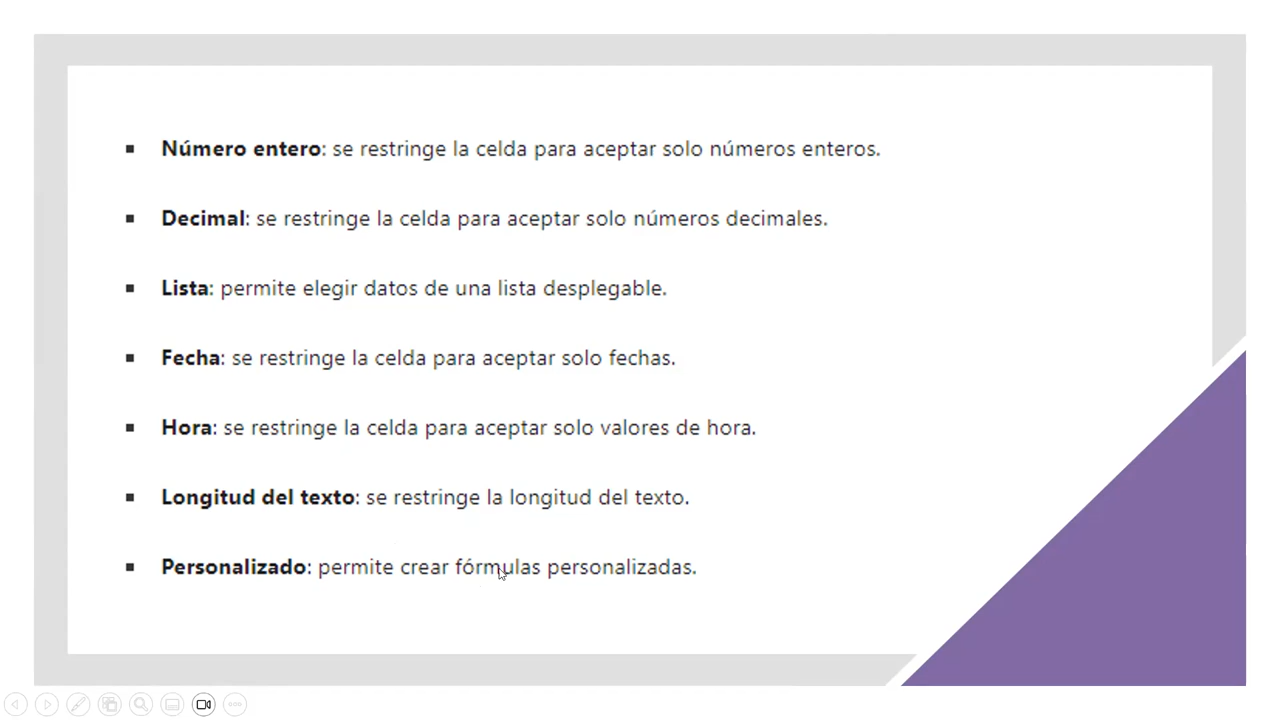 ▪ Número entero: se restringe la celda para aceptar solo números enteros.
▪ Decimal: se restringe la celda para aceptar solo números decimales.
▪ Lista: permite elegir datos de una lista desplegable.
▪ Fecha: se restringe la celda para aceptar solo fechas.
▪ Hora: se restringe la celda para aceptar solo valores de hora.
▪ Longitud del texto: se restringe la longitud del texto.
▪ Personalizado: permite crear fórmulas personalizadas.